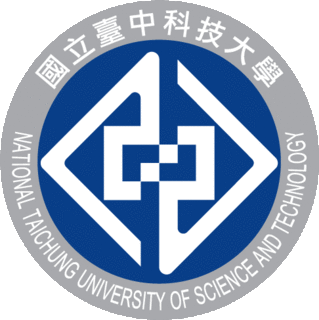 國立臺中科技大學
NATIONAL TAICHUNG UNIVERSITY OF SCIENCE AND TECHNOLOGY